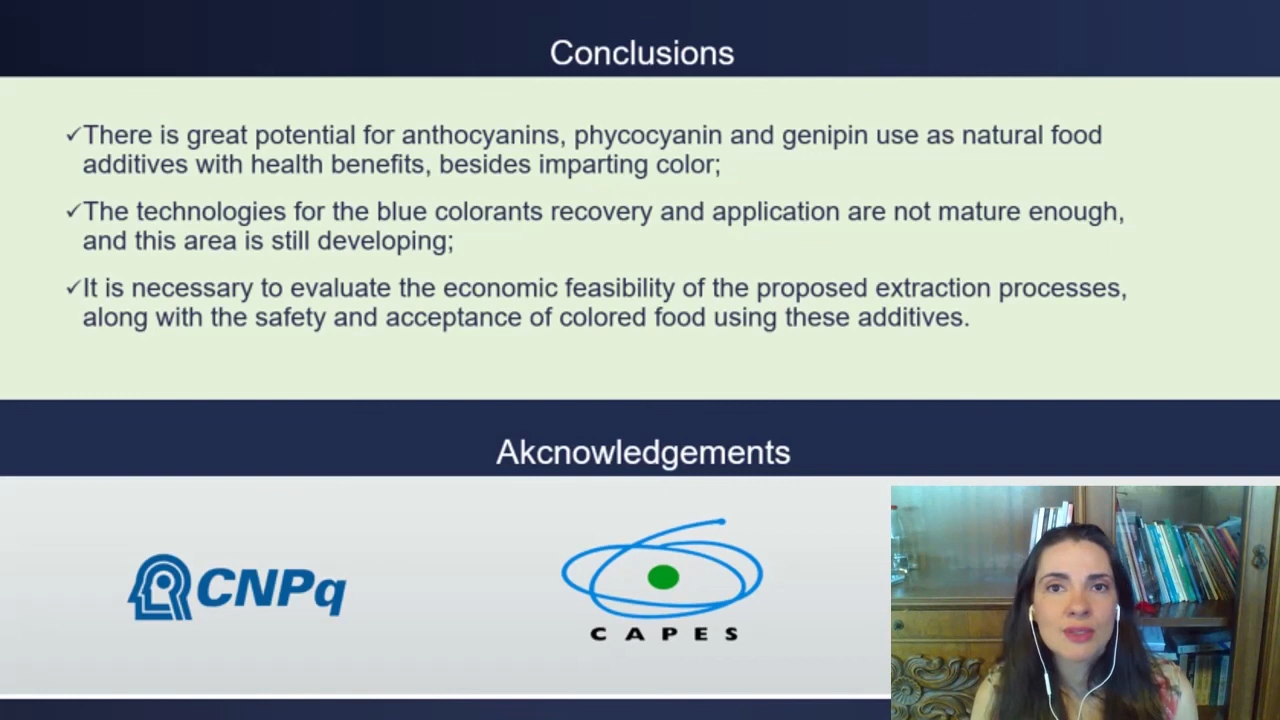 Conclusions
✓There is great potential for anthocyanins, phycocyanin and genipin use as natural food
additives with health benefits, besides imparting color;
✓The technologies for the blue colorants recovery and application are not mature enough,
and this area is still developing;
✓It is necessary to evaluate the economic feasibility of the proposed extraction processes,
along with the safety and acceptance of colored food using these additives.
Akcnowledgements
CNPq
CAPES